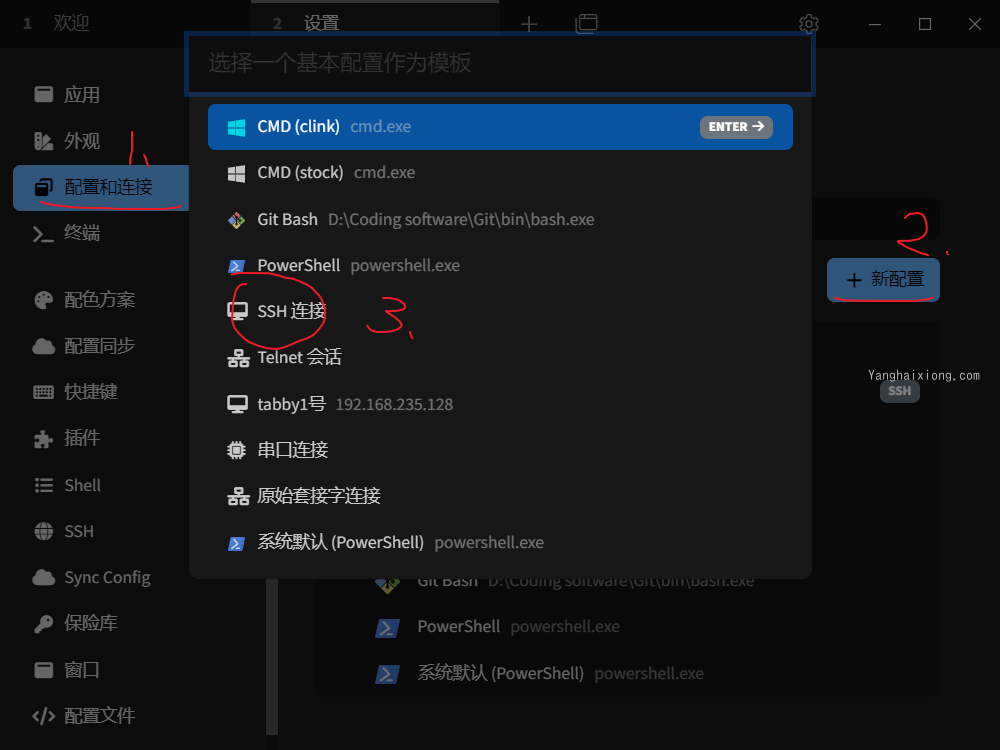 1 欢迎
2 设置
选择一个基本配置作为模板
应用
CMD (clink) cmd.exe ENTER →
外观
1、
CMD (stock) cmd.exe
配置和连接
Git Bash D:\Coding software\Git\bin\bash.exe
终端
2.
PowerShell powershell.exe
+ 新配置
配色方案
SSH 连接
3、
配置同步
Telnet 会话
Yanghaixiong.com
快捷键
SSH
tabby1号 192.168.235.128
插件
串口连接
Shell
原始套接字连接
SSH
系统默认 (PowerShell) powershell.exe
Sync Config
Git Bash D:\Coding software\Git\bin\bash.exe
保险库
PowerShell powershell.exe
窗口
系统默认 (PowerShell) powershell.exe
配置文件